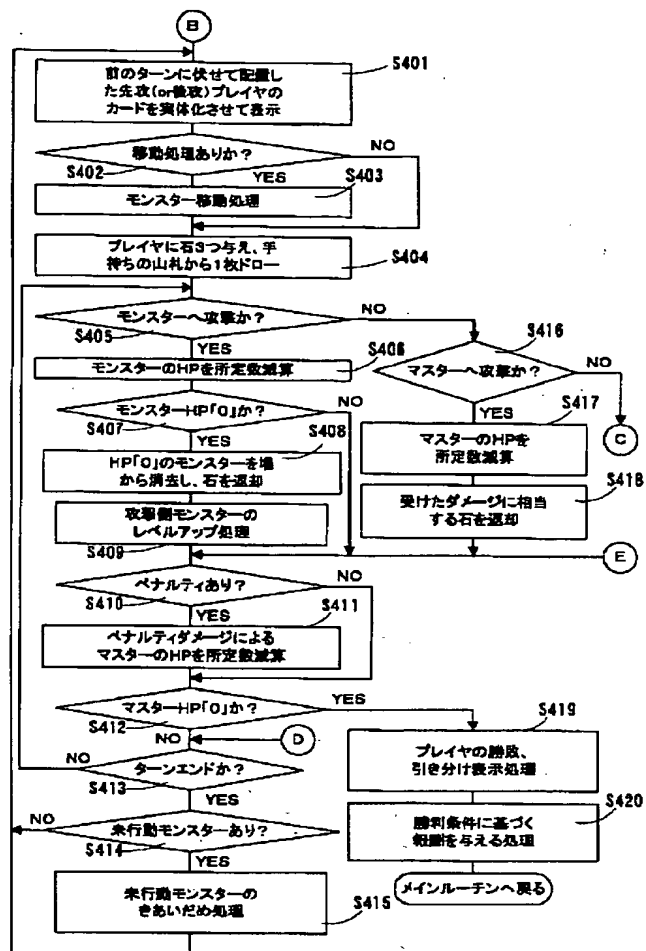 B
前のターンに伏せて配置し
た先攻(or後攻)プレイヤの
カードを実体化させて表示
S401
移動処理ありか?
NO
S402
YES
S403
モンスター移動処理
プレイヤに石3つ与え、手
持ちの山札から1枚ドロー
S404
モンスターへ攻撃か?
NO
S405
YES
S416
マスターへ攻撃か?
NO
YES
モンスターのHPを所定数減算
S406
モンスターHP「0」か?
NO
S407
YES
S408
HP「0」のモンスターを場
から消去し、石を返却
S417
マスターのHPを
所定数減算
C
S418
受けたダメージに相当
する石を返却
攻撃側モンスターの
レベルアップ処理
S409
E
ペナルティあり?
NO
S410
YES
S411
ペナルティダメージによる
マスターのHPを所定数減算
マスターHP「0」か?
YES
S412
NO
D
S419
プレイヤの勝敗、
引き分け表示処理
NO
ターンエンドか?
S413
YES
NO
未行動モンスターあり?
S414
YES
S420
勝利条件に基づく
報酬を与える処理
メインルーチンへ戻る
未行動モンスターの
きあいだめ処理
S415